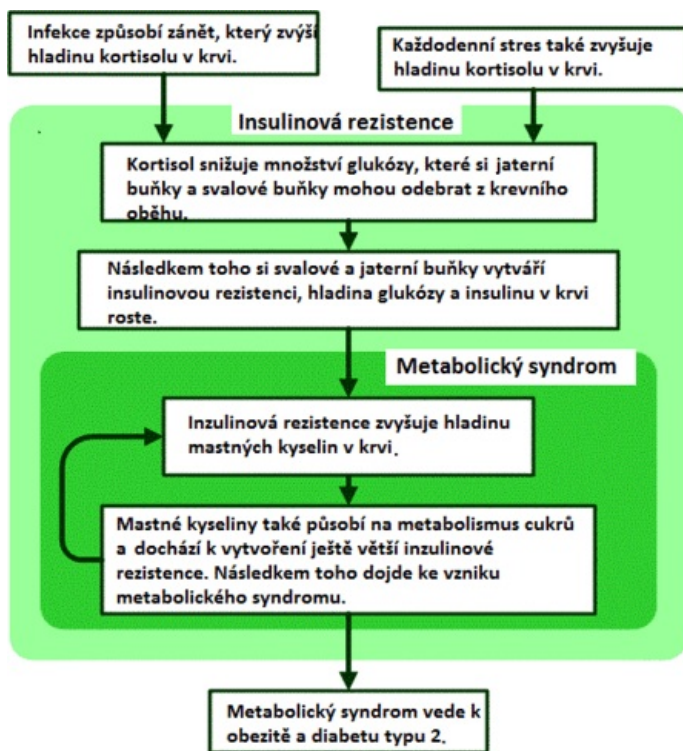 Infekce způsobí zánět, který zvýší
hladinu kortisolu v krvi.
Každodenní stres také zvyšuje
hladinu kortisolu v krvi.
Insulinová rezistence
Kortisol snižuje množství glukózy, které si jaterní
buňky a svalové buňky mohou odebrat z krevního
oběhu.
Následkem toho si svalové a jaterní buňky vytváří
insulinovou rezistenci, hladina glukózy a insulinu v krvi
roste.
Metabolický syndrom
Inzulinová rezistence zvyšuje hladinu
mastných kyselin v krvi.
Mastné kyseliny také působí na metabolismus cukrů
a dochází k vytvoření ještě větší inzulinové
rezistence. Následkem toho dojde ke vzniku
metabolického syndromu.
Metabolický syndrom vede k
obezitě a diabetu typu 2.